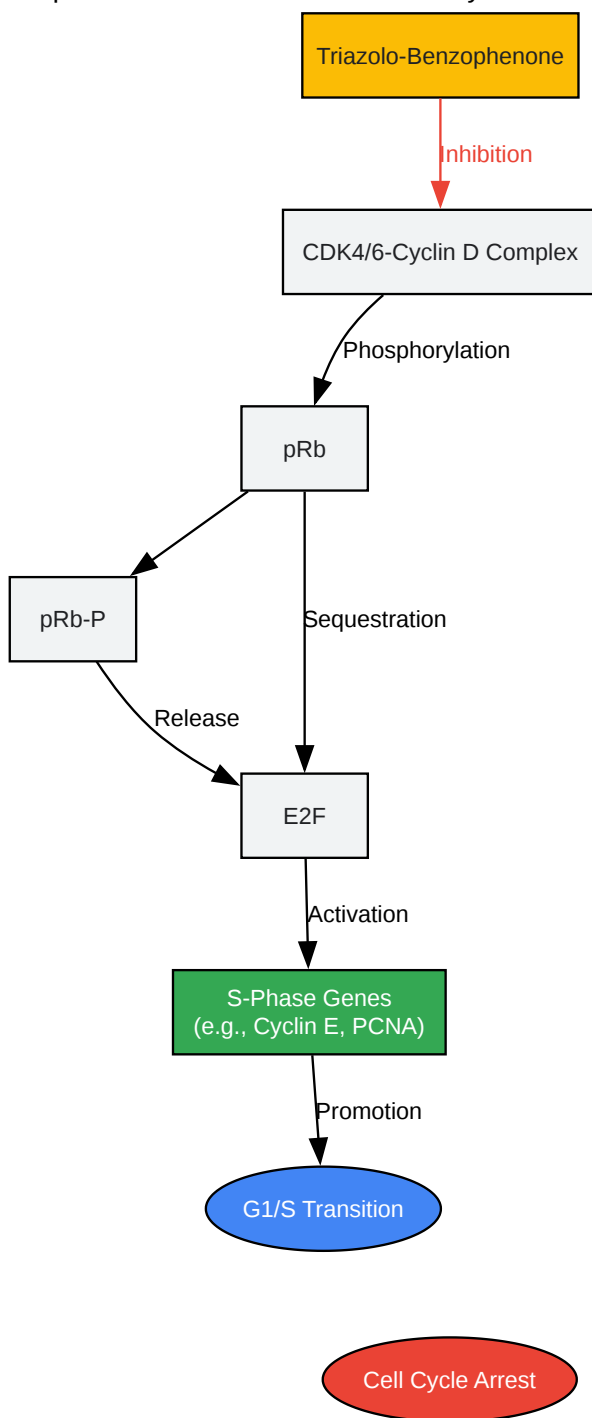 Triazolo-Benzophenone
Inhibition
CDK4/6-Cyclin D Complex
Phosphorylation
pRb
pRb-P
Sequestration
Release
E2F
Activation
S-Phase Genes
(e.g., Cyclin E, PCNA)
Promotion
G1/S Transition
Cell Cycle Arrest